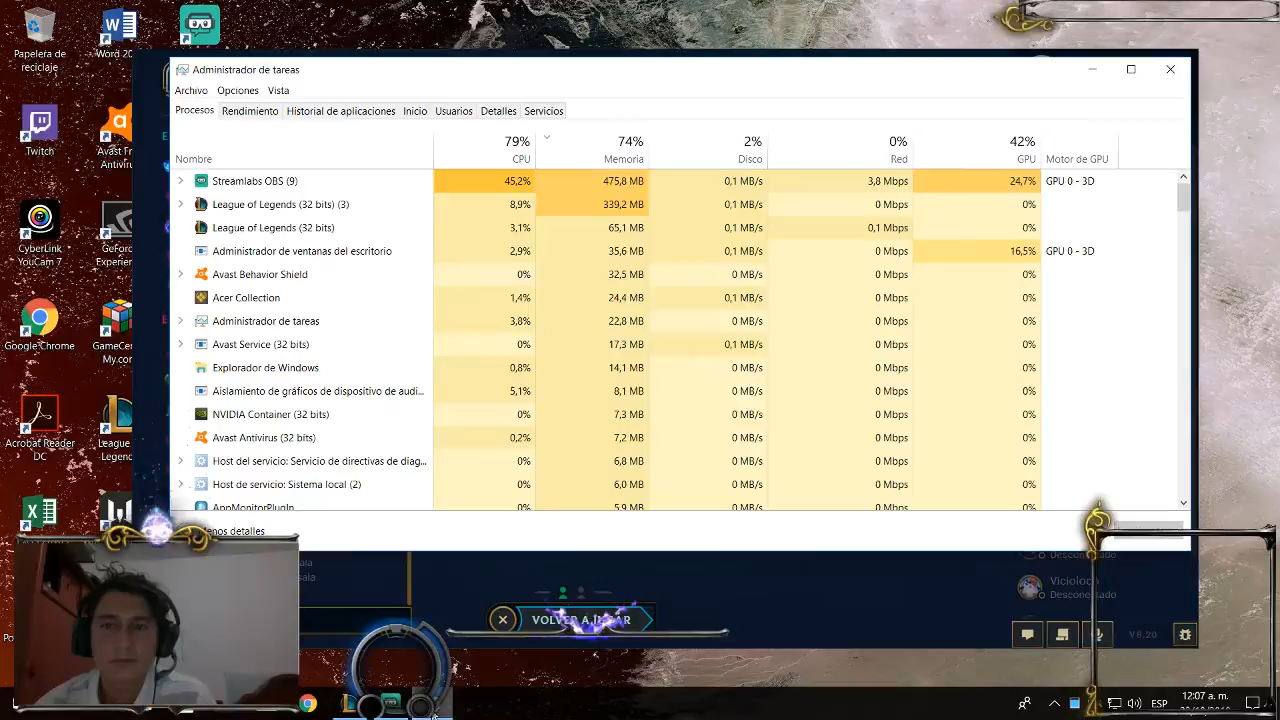 Papelera de
reciclaje
Word 20
Twitch
Avast Fr
Antivirus
CyberLink
YouCam 7
GeForc
Experien
Google Chrome
GameCen
My.com
Acrobat Reader
DC
League
Legend
Administrador de tareas
Archivo Opciones Vista
Procesos Rendimiento Historial de aplicaciones Inicio Usuarios Detalles Servicios
79% 74% 2% 0% 42%
Nombre CPU Memoria Disco Red GPU Motor de GPU
Streamlabs OBS (9) 45,2% 475,8 MB 0,1 MB/s 3,8 Mbps 24,7% GPU 0 - 3D
League of Legends (32 bits) (3) 8,9% 339,2 MB 0,1 MB/s 0 Mbps 0%
League of Legends (32 bits) 3,1% 65,1 MB 0,1 MB/s 0,1 Mbps 0%
Administrador de ventanas del escritorio 2,9% 35,6 MB 0,1 MB/s 0 Mbps 16,5% GPU 0 - 3D
Avast Behavior Shield 0% 32,5 MB 0 MB/s 0 Mbps 0%
Acer Collection 1,4% 24,4 MB 0,1 MB/s 0 Mbps 0%
Administrador de tareas 3,8% 22,8 MB 0 MB/s 0 Mbps 0%
Avast Service (32 bits) 0% 17,3 MB 0,1 MB/s 0 Mbps 0%
Explorador de Windows 0,8% 14,1 MB 0 MB/s 0 Mbps 0%
Aislamiento de gráficos de dispositivo de audi... 5,1% 8,1 MB 0 MB/s 0 Mbps 0%
NVIDIA Container (32 bits) 0% 7,3 MB 0 MB/s 0 Mbps 0%
Avast Antivirus (32 bits) 0,2% 7,2 MB 0 MB/s 0 Mbps 0%
Host del servicio: Servicio de directivas de diag... 0% 6,8 MB 0 MB/s 0 Mbps 0%
Host de servicio: Sistema local (2) 0% 6,0 MB 0 MB/s 0 Mbps 0%
AppMonitorPlugIn 0% 5,9 MB 0 MB/s 0 Mbps 0%
enos detalles
Vicioloco
Desconectado
VOLVER A JUGAR
V8.20
ESP
12:07 a. m.